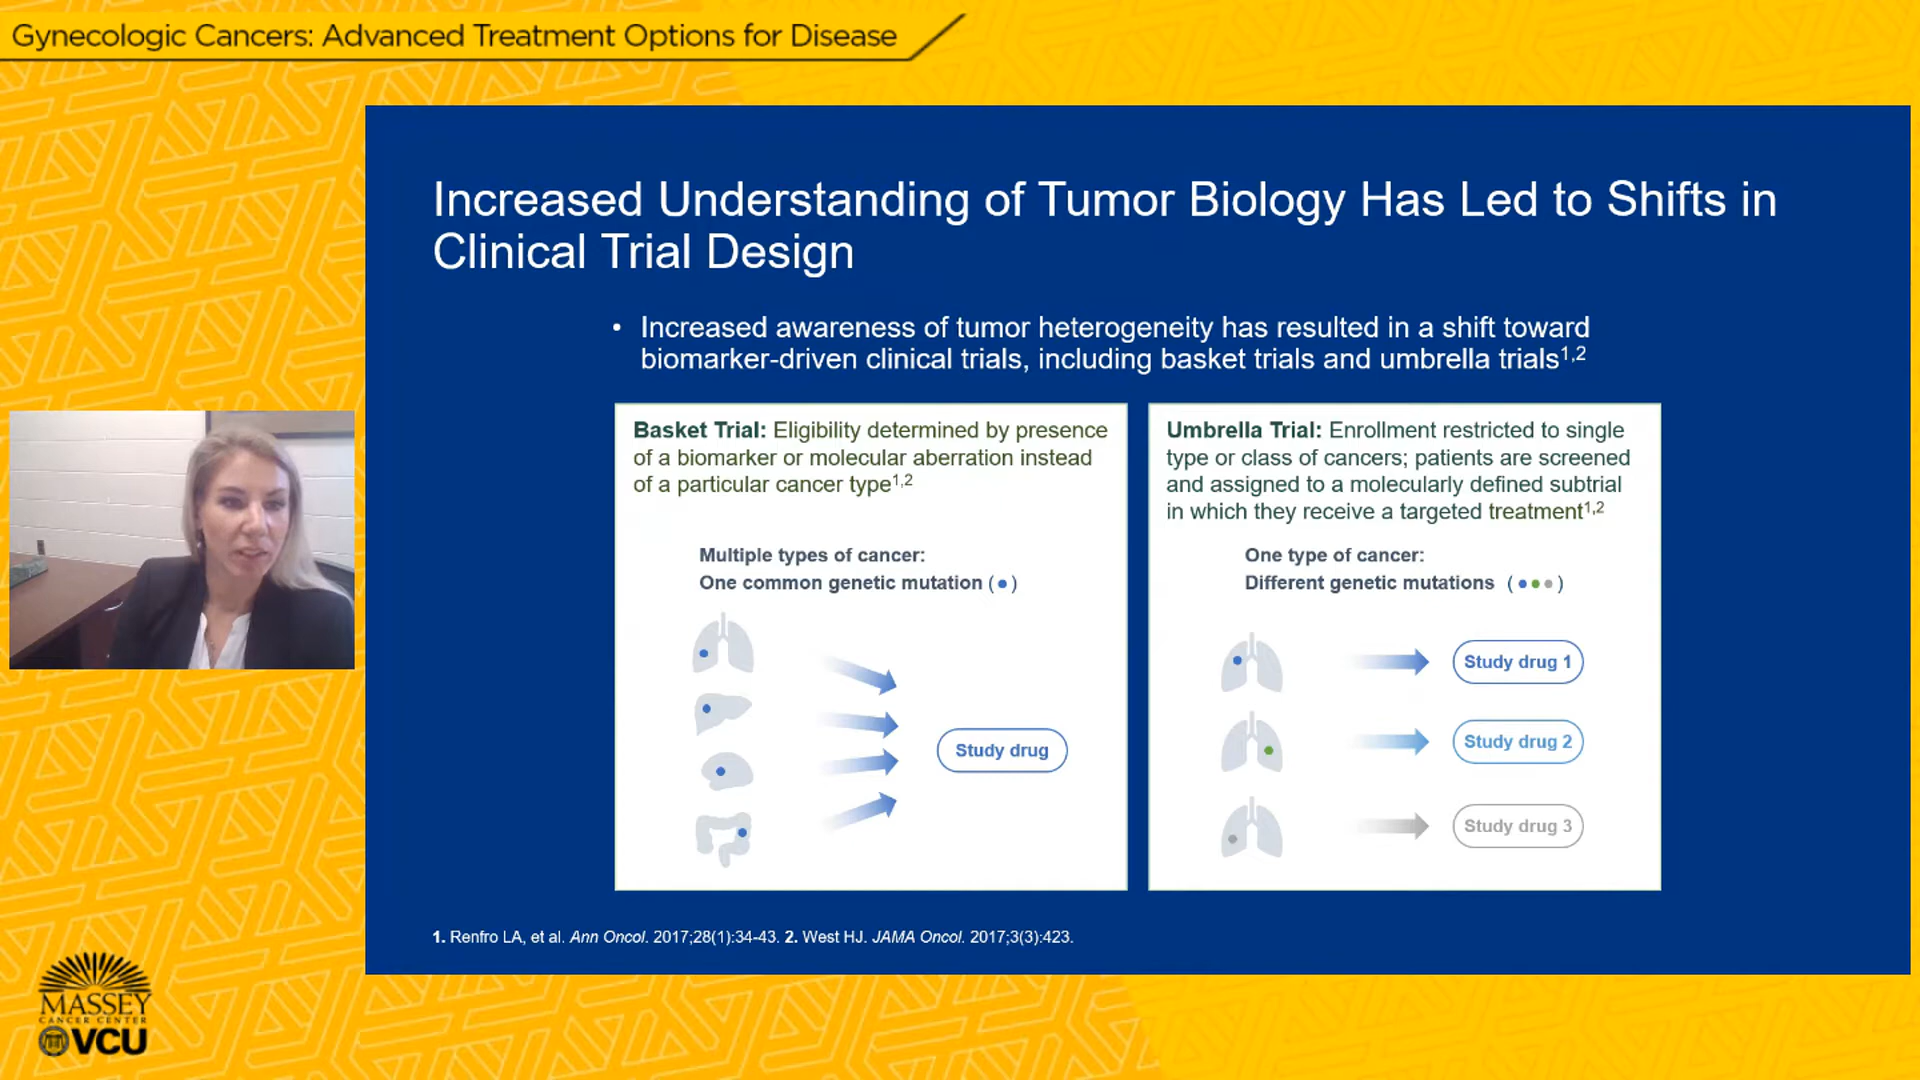 Gynecologic Cancers: Advanced Treatment Options for Disease
Increased Understanding of Tumor Biology Has Led to Shifts in
Clinical Trial Design
• Increased awareness of tumor heterogeneity has resulted in a shift toward
biomarker-driven clinical trials, including basket trials and umbrella trials1,2
Basket Trial: Eligibility determined by presence
of a biomarker or molecular aberration instead
of a particular cancer type1,2
Multiple types of cancer:
One common genetic mutation (•)
Study drug
Umbrella Trial: Enrollment restricted to single
type or class of cancers; patients are screened
and assigned to a molecularly defined subtrial
in which they receive a targeted treatment1,2
One type of cancer:
Different genetic mutations (•••)
Study drug 1
Study drug 2
Study drug 3
1. Renfro LA, et al. Ann Oncol. 2017;28(1):34-43. 2. West HJ. JAMA Oncol. 2017;3(3):423.
MASSEY
CANCER CENTER
VCU